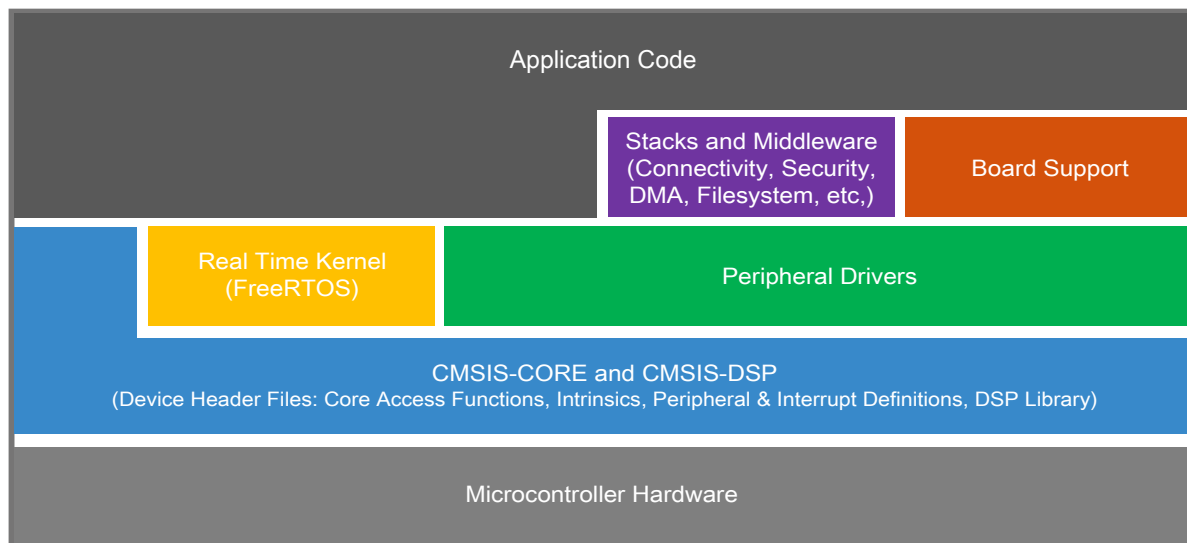 Application Code
Stacks and Middleware
(Connectivity, Security,
DMA, Filesystem, etc,)
Board Support
Real Time Kernel
(FreeRTOS)
Peripheral Drivers
CMSIS-CORE and CMSIS-DSP
(Device Header Files: Core Access Functions, Intrinsics, Peripheral & Interrupt Definitions, DSP Library)
Microcontroller Hardware